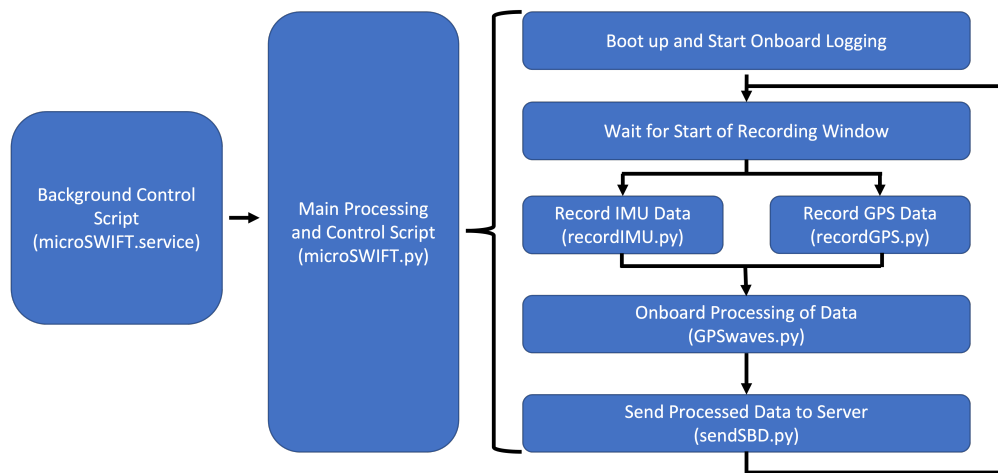 Background Control
Script
(microSWIFT.service)
Main Processing
and Control Script
(microSWIFT.py)
Boot up and Start Onboard Logging
Wait for Start of Recording Window
Record IMU Data
(recordIMU.py)
Record GPS Data
(recordGPS.py)
Onboard Processing of Data
(GPSwaves.py)
Send Processed Data to Server
(sendSBD.py)